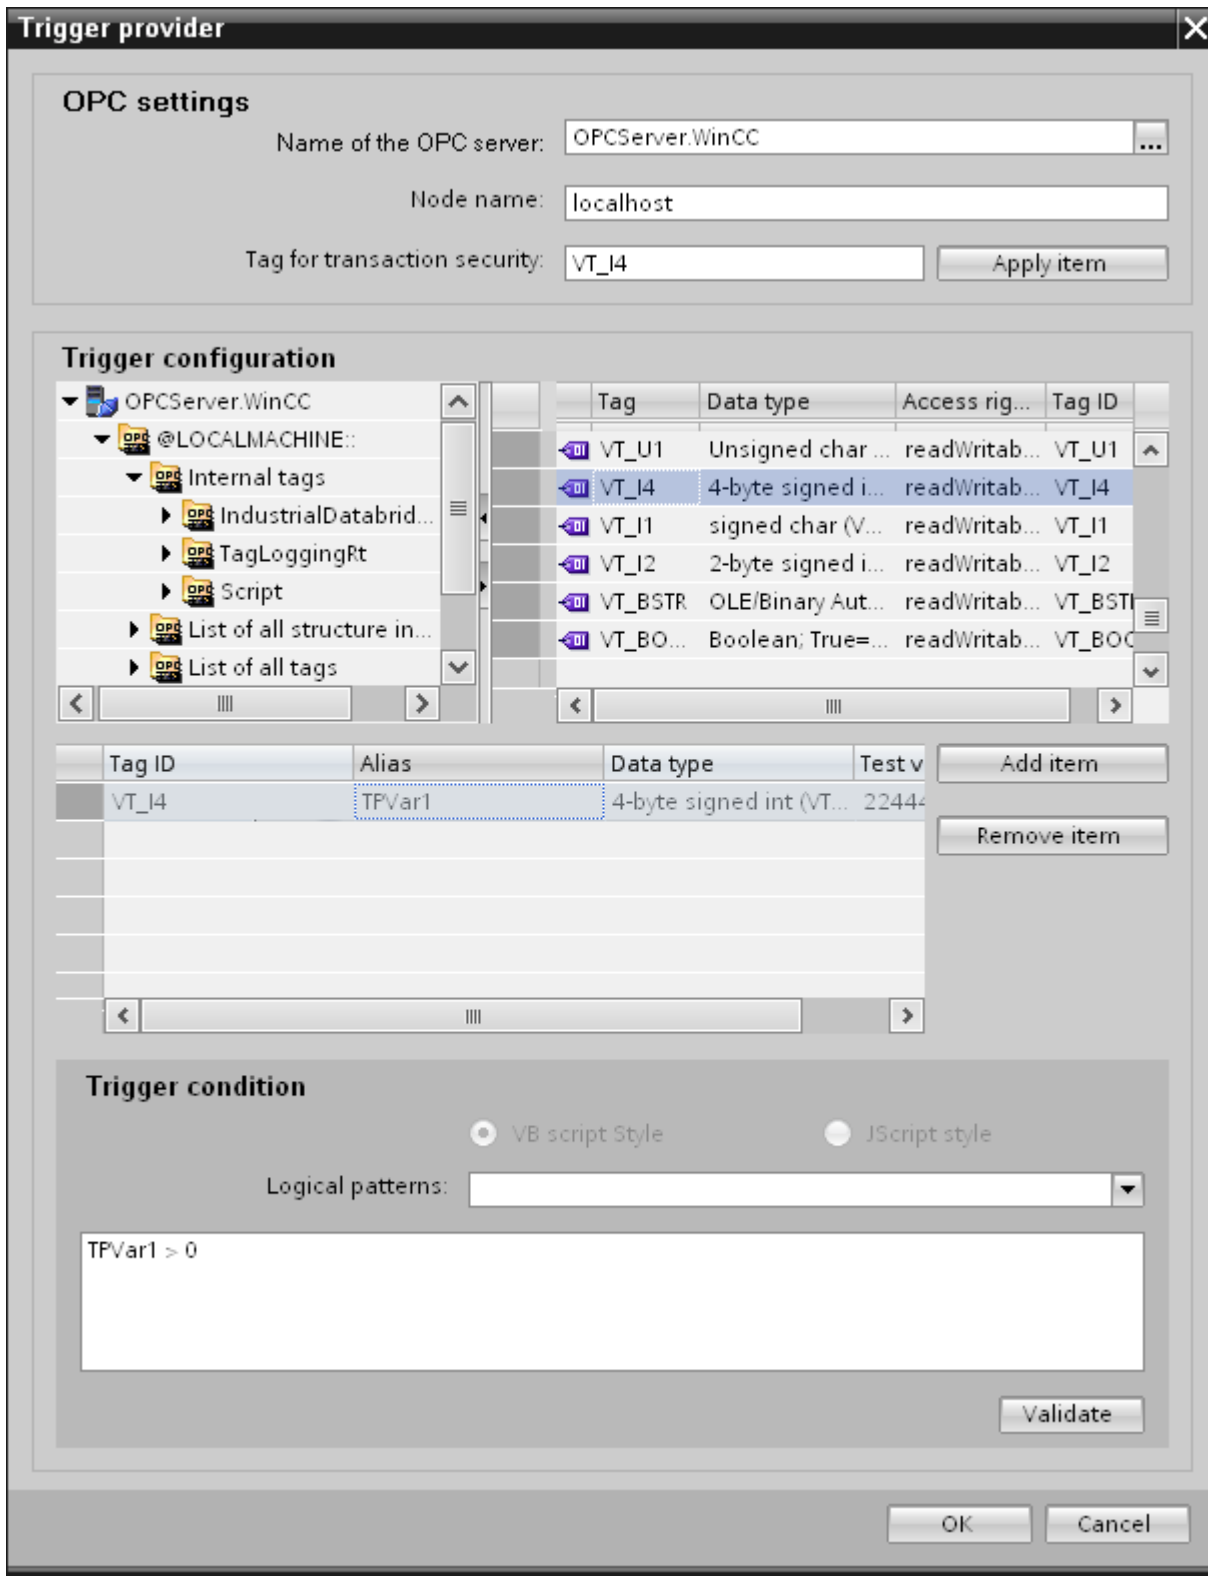 Trigger provider
OPC settings
Name of the OPC server: OPCServer.WinCC ...
Node name: localhost
Tag for transaction security: VT_I4 Apply item
Trigger configuration
OPCServer.WinCC
@LOCALMACHINE::
Internal tags
IndustrialDatabrid...
TagLoggingRt
Script
List of all structure in...
List of all tags
Tag Data type Access rig... Tag ID
VT_U1 Unsigned char ... readWritab... VT_U1
VT_I4 4-byte signed i... readWritab... VT_I4
VT_I1 signed char (V... readWritab... VT_I1
VT_I2 2-byte signed i... readWritab... VT_I2
VT_BSTR OLE/Binary Aut... readWritab... VT_BST
VT_BO... Boolean; True=... readWritab... VT_BOO
Tag ID Alias Data type Test v
VT_I4 TPVar1 4-byte signed int (VT... 22444
Add item
Remove item
Trigger condition
VB script Style JScript style
Logical patterns:
TPVar1 > 0
Validate
OK Cancel